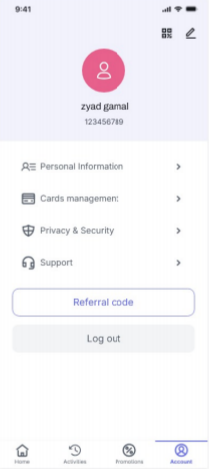 9:41
zyad gamal
123456789
Personal Information
Cards management
Privacy & Security
Support
Referral code
Log out
Home
Activities
Promotions
Account